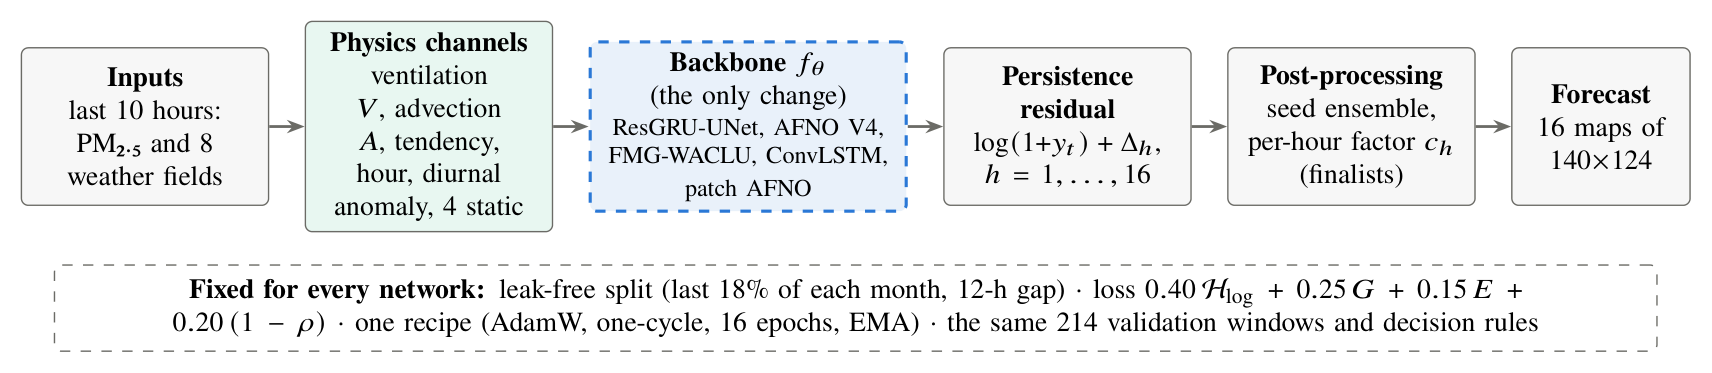 Inputs
last 10 hours:
PM₂.₅ and 8
weather fields
Physics channels
ventilation
V, advection
A, tendency,
hour, diurnal
anomaly, 4 static
Backbone f_θ
(the only change)
ResGRU-UNet, AFNO V4,
FMG-WACLU, ConvLSTM,
patch AFNO
Persistence
residual
log(1+y_t) + Δ_h,
h = 1, . . . , 16
Post-processing
seed ensemble,
per-hour factor c_h
(finalists)
Forecast
16 maps of
140×124
Fixed for every network: leak-free split (last 18% of each month, 12-h gap) · loss 0.40 ℋ_log + 0.25 G + 0.15 E +
0.20 (1 − ρ) · one recipe (AdamW, one-cycle, 16 epochs, EMA) · the same 214 validation windows and decision rules